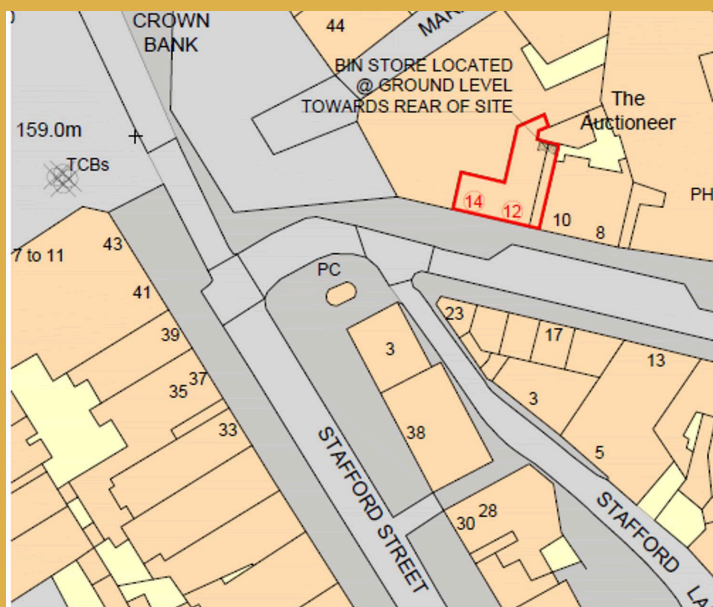 CROWN
BANK
44
MAR
BIN STORE LOCATED
@ GROUND LEVEL
TOWARDS REAR OF SITE
The
Auctioneer
159.0m
TCBs
PH
14
12
10
8
7 to 11
43
PC
41
23
39
17
3
13
37
35
3
33
38
5
STAFFORD STREET
STAFFORD
LA
28
30